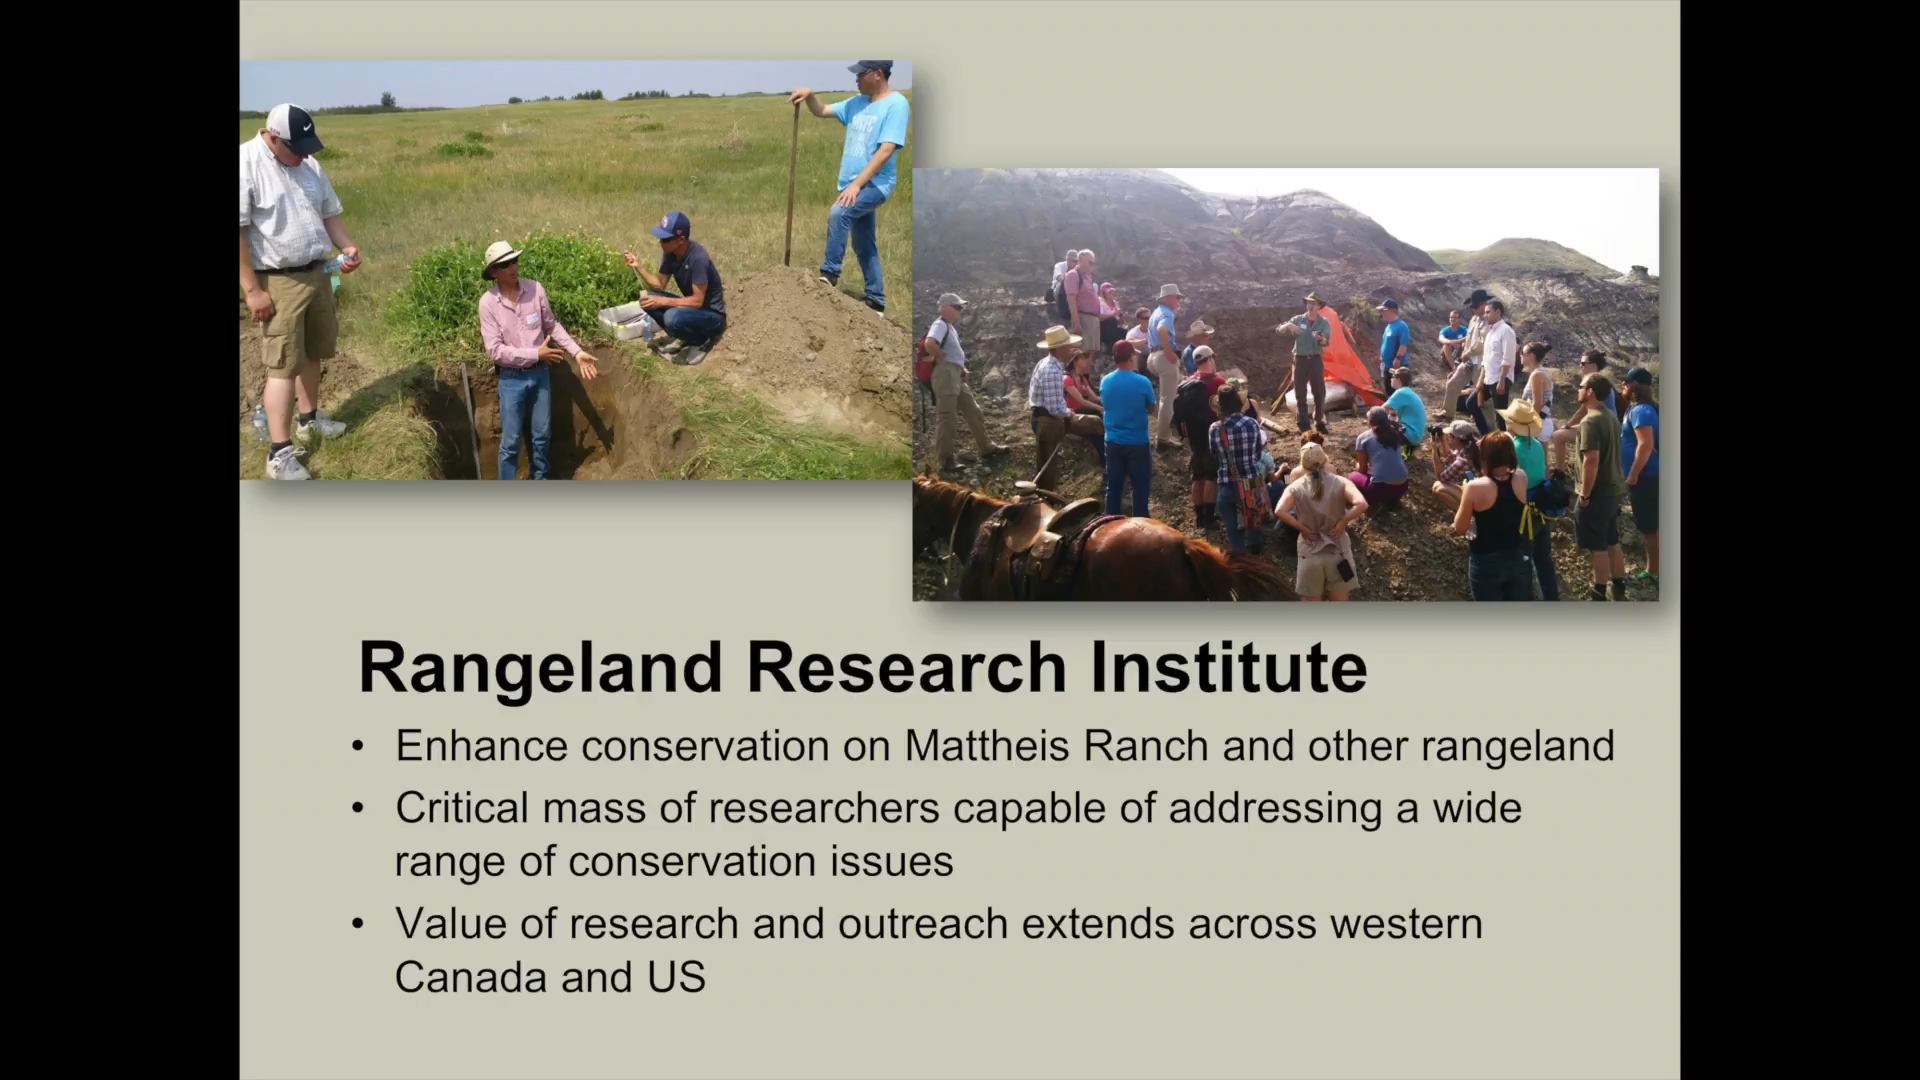 Rangeland Research Institute
• Enhance conservation on Mattheis Ranch and other rangeland
• Critical mass of researchers capable of addressing a wide
range of conservation issues
• Value of research and outreach extends across western
Canada and US